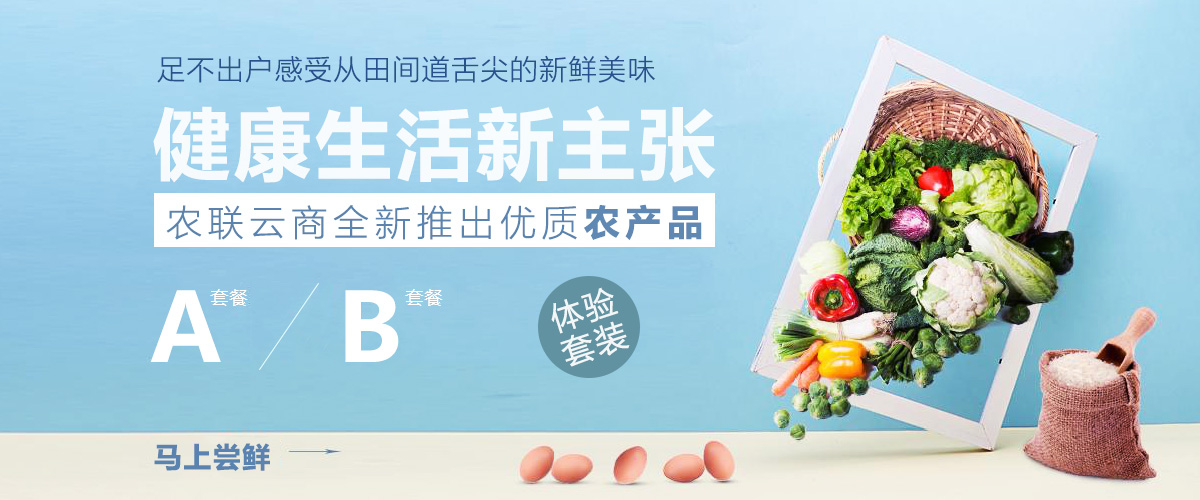 足不出户感受从田间道舌尖的新鲜美味
健康生活新主张
农联云商全新推出优质农产品
A套餐 / B套餐
体验
套装
马上尝鲜